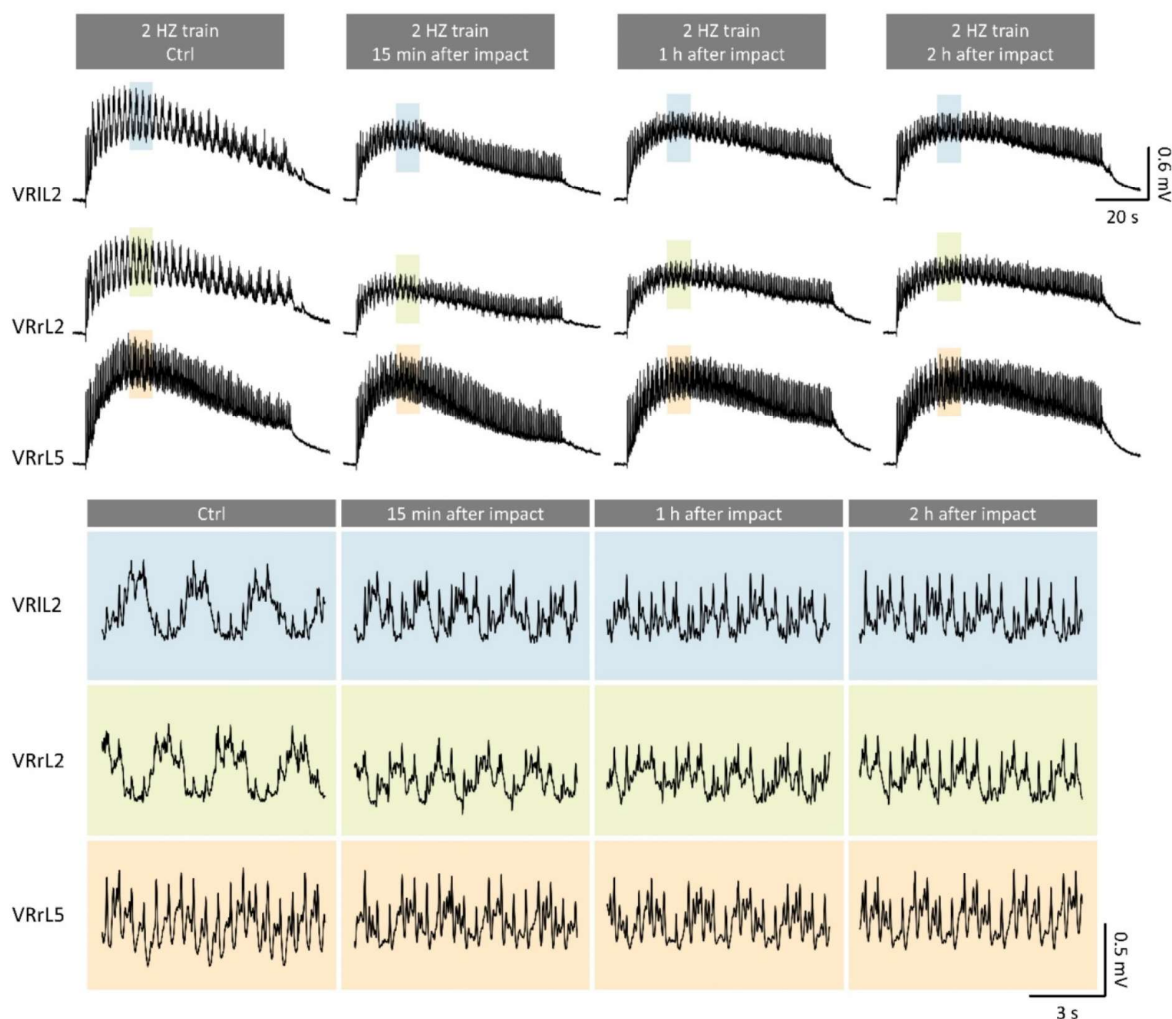 2 HZ train
Ctrl
2 HZ train
15 min after impact
2 HZ train
1 h after impact
2 HZ train
2 h after impact
VRlL2
0.6 mV
20 s
VRrL2
VRrL5
Ctrl
15 min after impact
1 h after impact
2 h after impact
VRlL2
VRrL2
VRrL5
0.5 mV
3 s